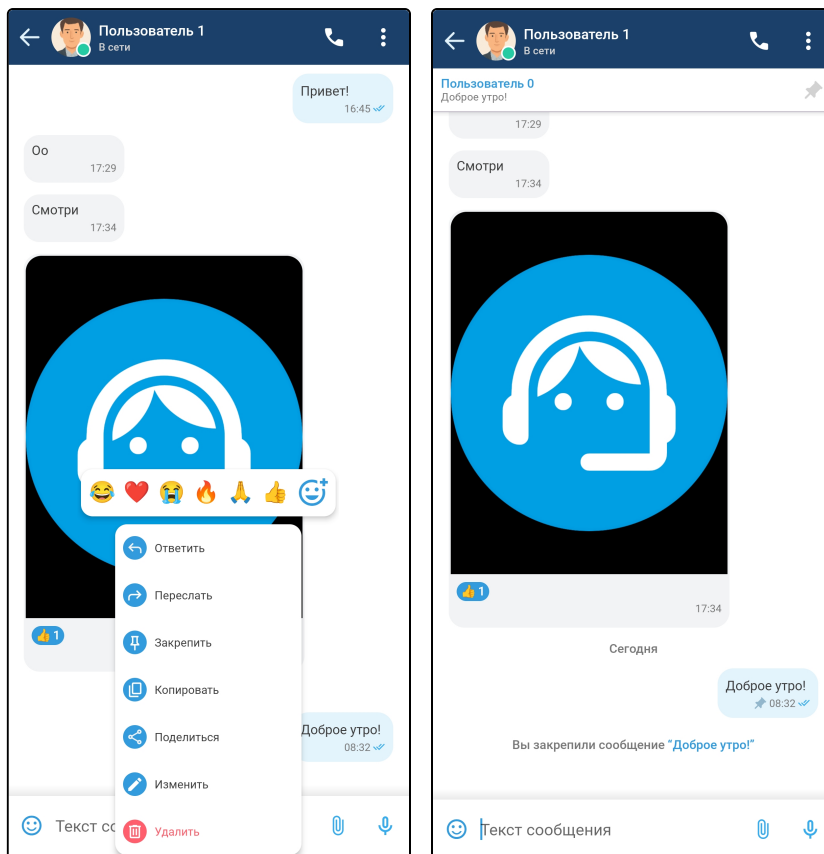 Пользователь 1
В сети
Привет!
16:45
Оо
17:29
Смотри
17:34
1
Ответить
Переслать
Закрепить
Копировать
Поделиться
Изменить
Удалить
Доброе утро!
08:32
Текст со
Пользователь 1
В сети
Пользователь 0
Доброе утро!
17:29
Смотри
17:34
1
17:34
Сегодня
Доброе утро!
08:32
Вы закрепили сообщение "Доброе утро!"
Текст сообщения